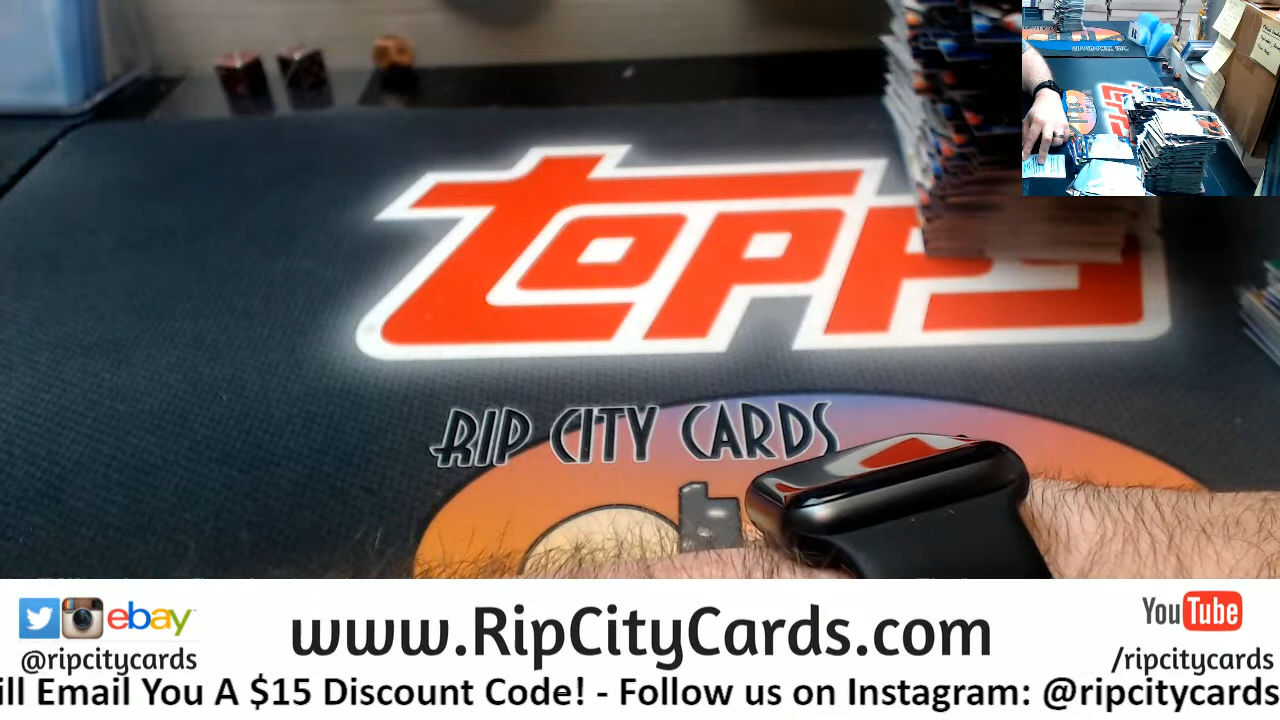 topps
RIP CITY CARDS
ebay
@ripcitycards
www.RipCityCards.com
YouTube
/ripcitycards
ill Email You A $15 Discount Code! - Follow us on Instagram: @ripcitycards